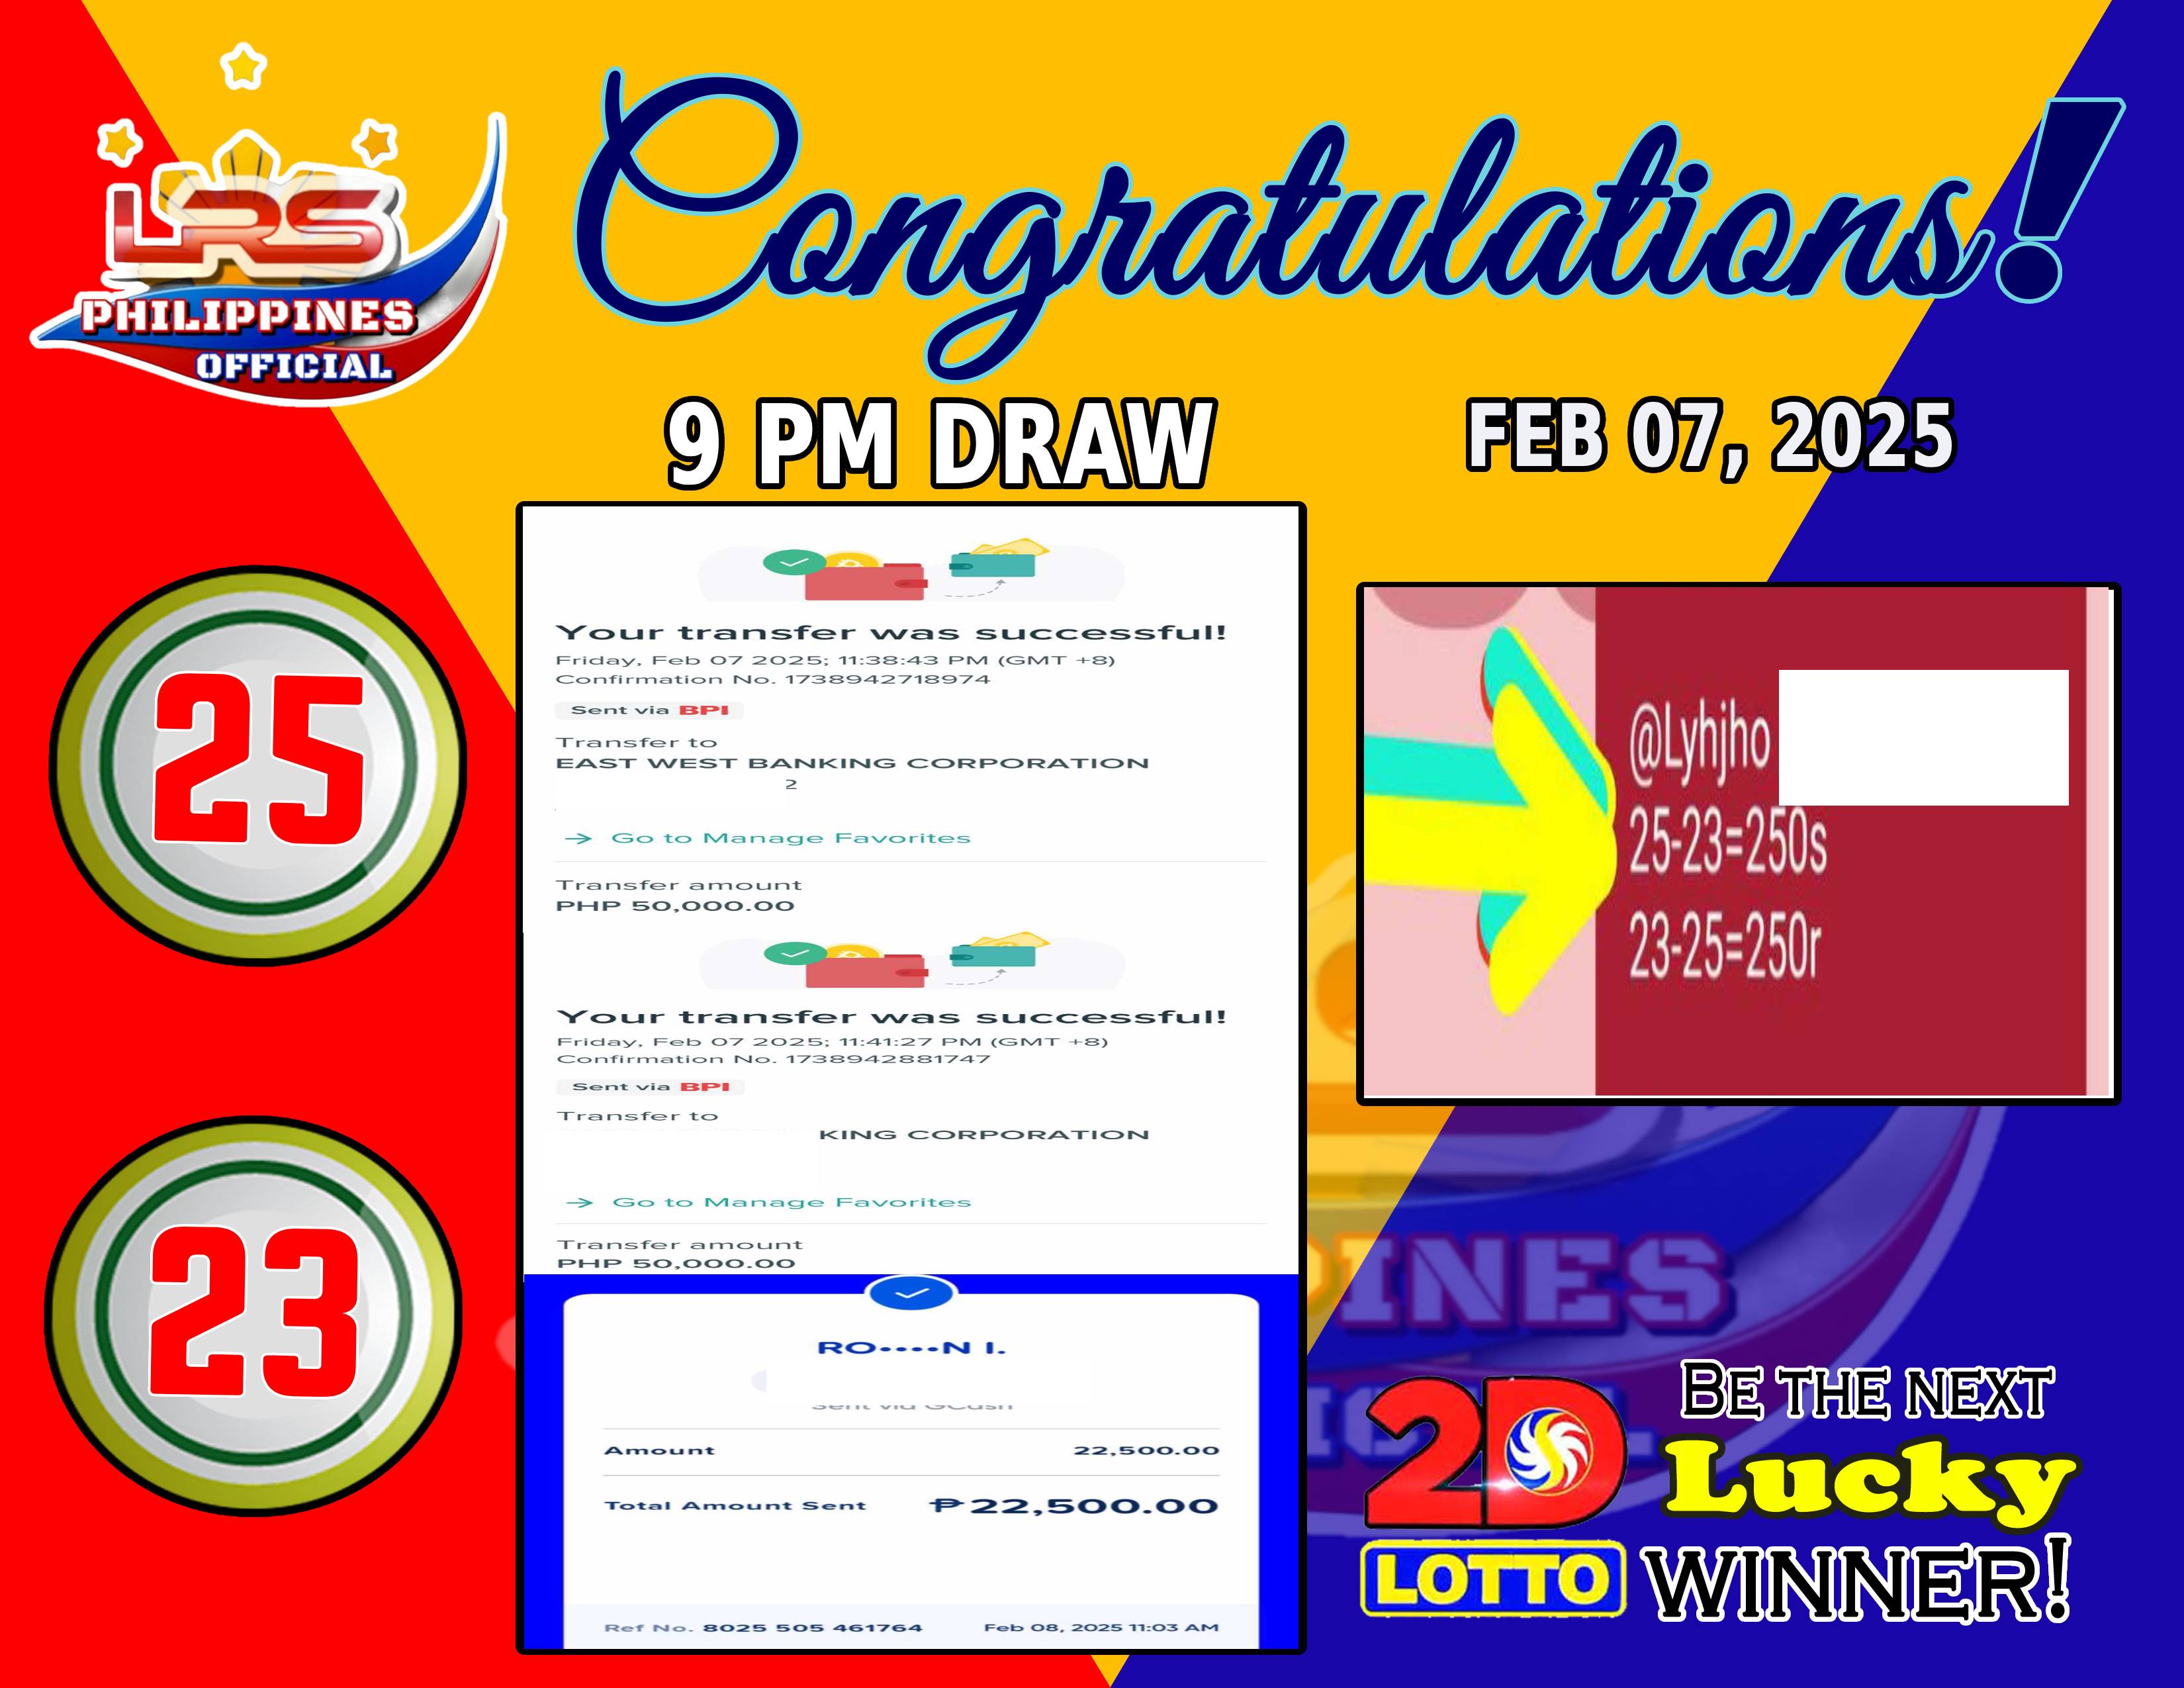 LRS
PHILIPPINES
OFFICIAL
Congratulations!
9 PM DRAW
FEB 07, 2025
25
23
Your transfer was successful!
Friday, Feb 07 2025; 11:38:43 PM (GMT +8)
Confirmation No. 1738942718974
Sent via BPI
Transfer to
EAST WEST BANKING CORPORATION
2
→ Go to Manage Favorites
Transfer amount
PHP 50,000.00
Your transfer was successful!
Friday, Feb 07 2025; 11:41:27 PM (GMT +8)
Confirmation No. 1738942881747
Sent via BPI
Transfer to
KING CORPORATION
→ Go to Manage Favorites
Transfer amount
PHP 50,000.00
RO••••N I.
Sent via GCash
Amount 22,500.00
Total Amount Sent ₱22,500.00
Ref No. 8025 505 461764 Feb 08, 2025 11:03 AM
@Lyhjho
25-23=250s
23-25=250r
PINES
2D
LOTTO
BE THE NEXT
Lucky
WINNER!